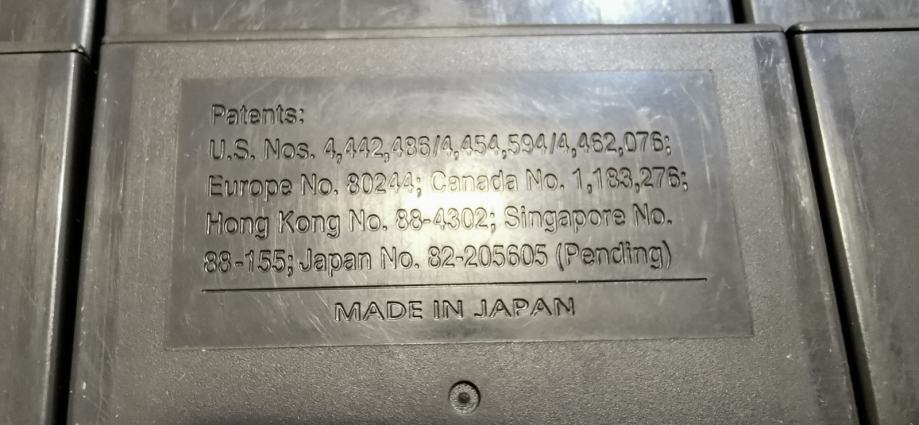 Patents:
U.S. Nos. 4,442,486/4,454,594/4,462,076;
Europe No. 80244; Canada No. 1,183,276;
Hong Kong No. 88-4302; Singapore No.
88-155; Japan No. 82-205605 (Pending)
MADE IN JAPAN